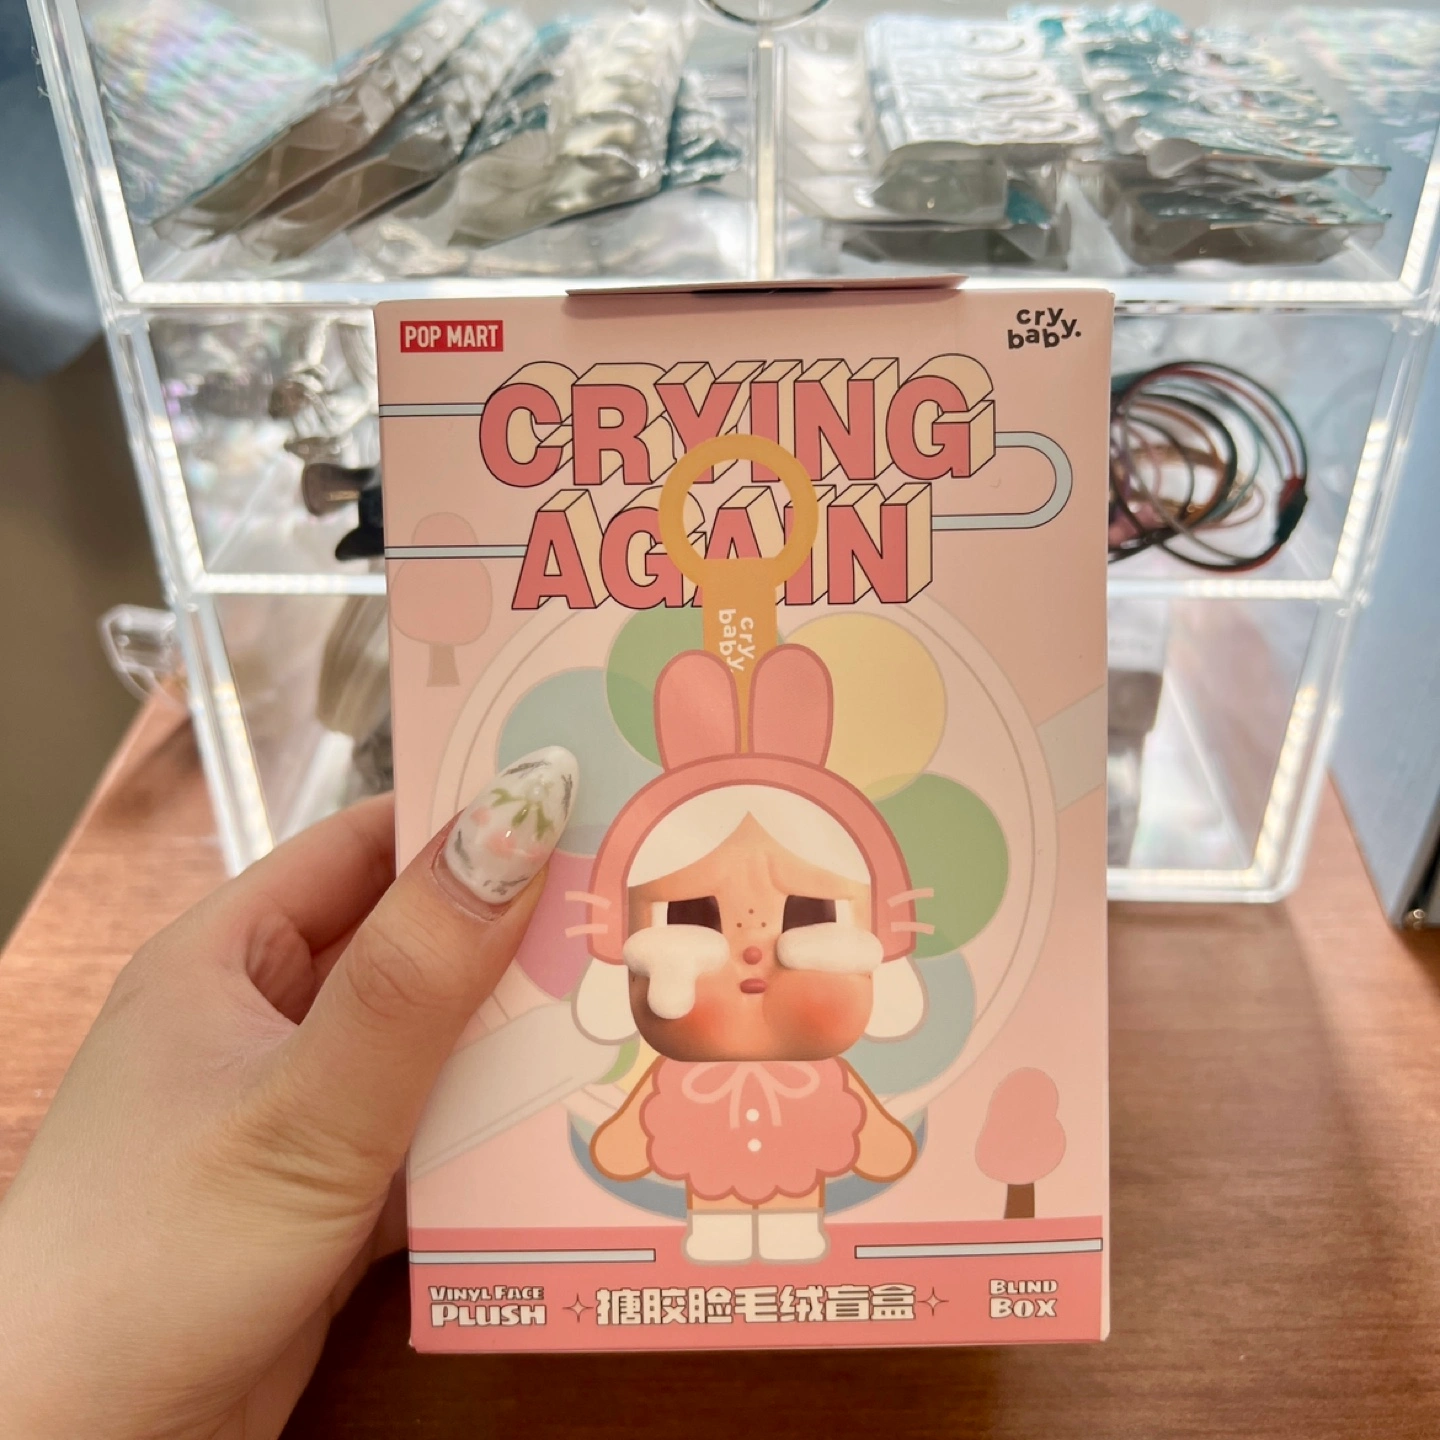 POP MART
cry
baby.
CRYING
AGAIN
cry
baby.
VINYL FACE
PLUSH
搪胶脸毛绒盲盒
BLIND
BOX